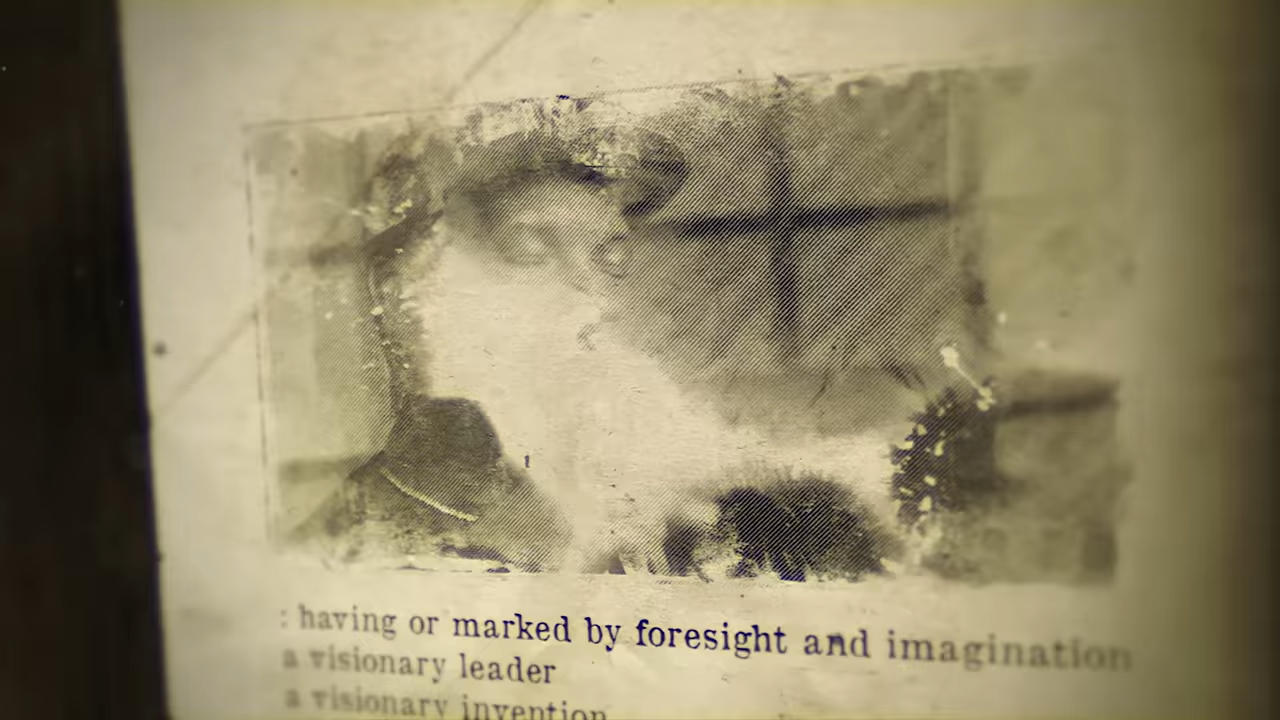 : having or marked by foresight and imagination
a visionary leader
a visionary invention